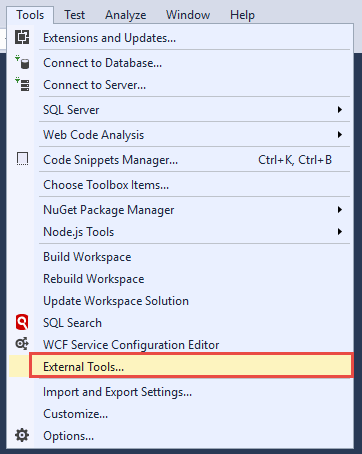 Tools Test Analyze Window Help
Extensions and Updates...
Connect to Database...
Connect to Server...
SQL Server
Web Code Analysis
Code Snippets Manager... Ctrl+K, Ctrl+B
Choose Toolbox Items...
NuGet Package Manager
Node.js Tools
Build Workspace
Rebuild Workspace
Update Workspace Solution
SQL Search
WCF Service Configuration Editor
External Tools...
Import and Export Settings...
Customize...
Options...